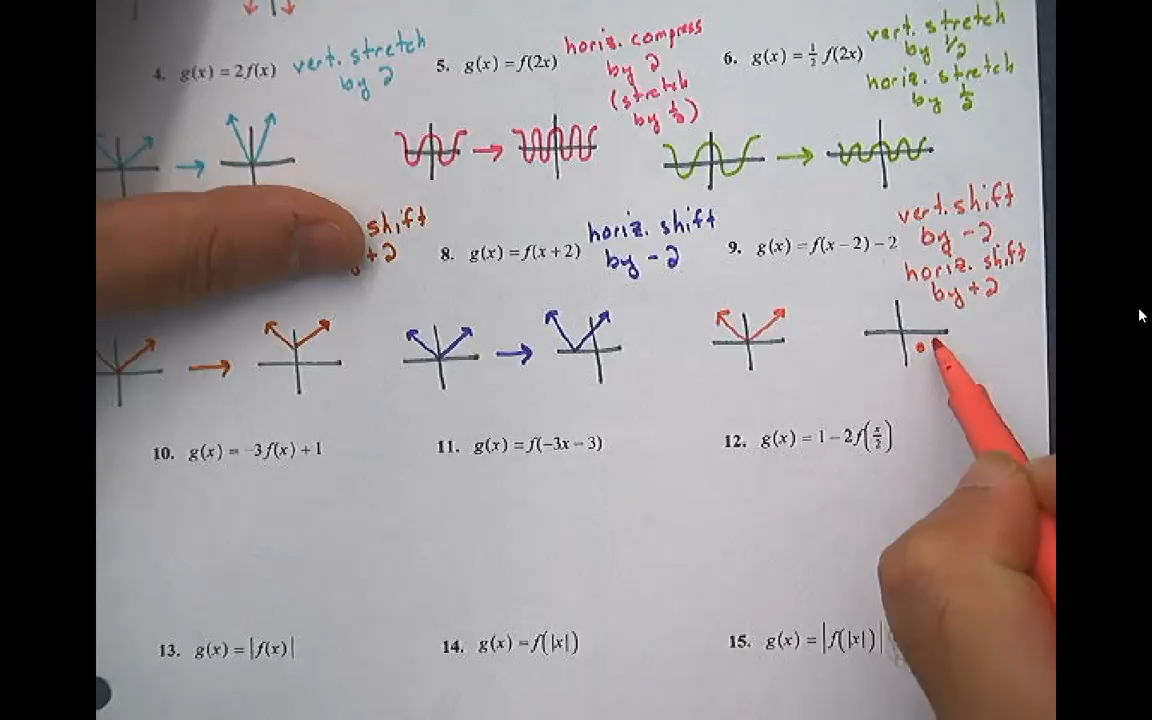 4. g(x) = 2f(x) vert. stretch
by 2
5. g(x) = f(2x) horiz. compress
by 2
(stretch
by ½)
6. g(x) = ½ f(2x) vert. stretch
by 1/2
horiz. stretch
by ½
shift
+2
8. g(x) = f(x + 2) horiz. shift
by -2
9. g(x) = f(x − 2) − 2 vert. shift
by -2
horiz. shift
by +2
10. g(x) = -3f(x) + 1
11. g(x) = f(−3x − 3)
12. g(x) = 1 − 2f(x/2)
13. g(x) = |f(x)|
14. g(x) = f(|x|)
15. g(x) = |f(|x|)|